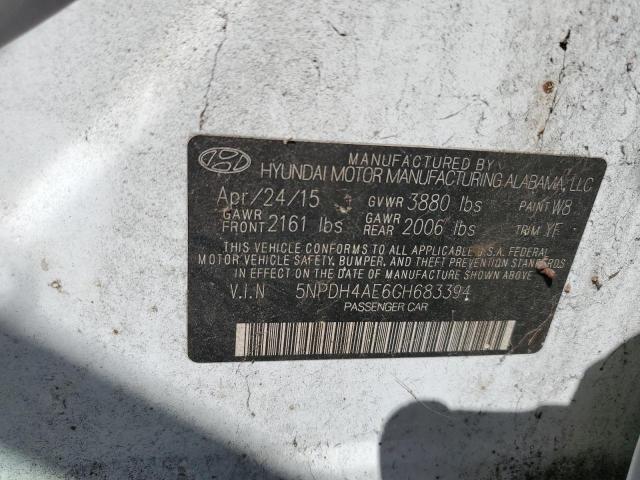 MANUFACTURED BY
HYUNDAI MOTOR MANUFACTURING ALABAMA, LLC
Apr/24/15 GVWR 3880 lbs PAINT W8
GAWR FRONT 2161 lbs GAWR REAR 2006 lbs TRIM YF
THIS VEHICLE CONFORMS TO ALL APPLICABLE U.S.A. FEDERAL
MOTOR VEHICLE SAFETY, BUMPER, AND THEFT PREVENTION STANDARDS
IN EFFECT ON THE DATE OF MANUFACTURE SHOWN ABOVE
V.I.N 5NPDH4AE6GH683394
PASSENGER CAR